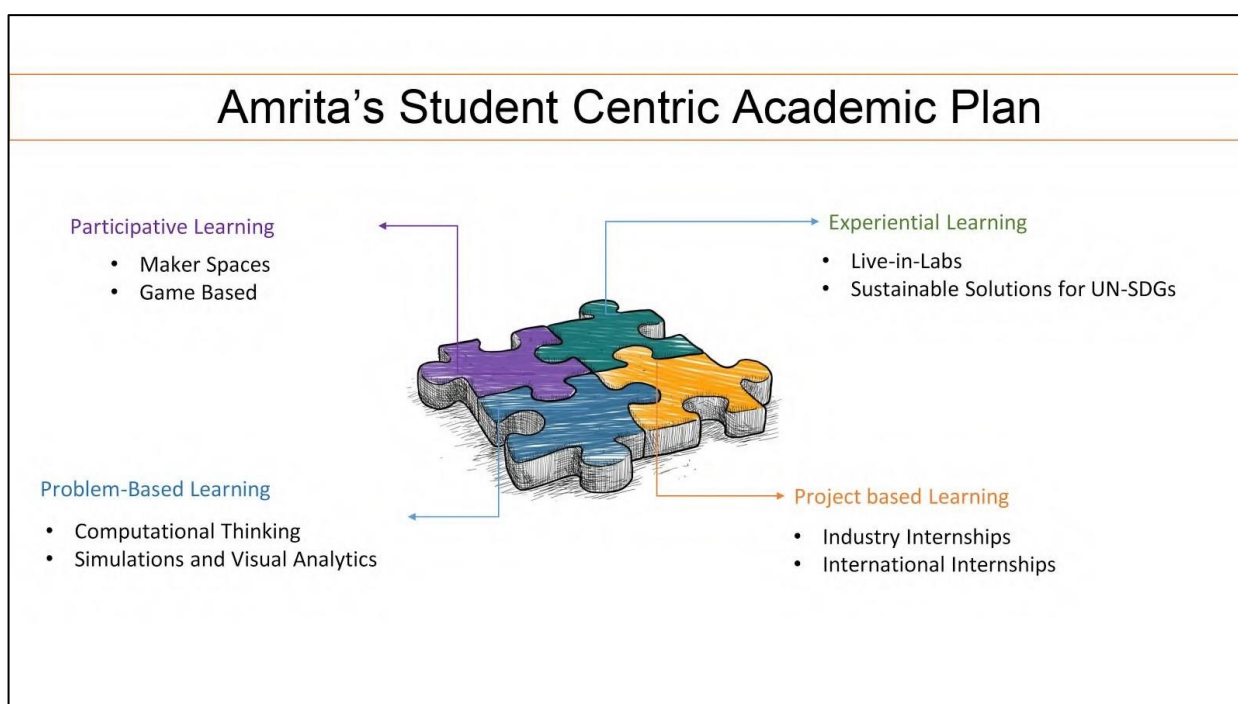 Amrita's Student Centric Academic Plan
Participative Learning
• Maker Spaces
• Game Based
Experiential Learning
• Live-in-Labs
• Sustainable Solutions for UN-SDGs
Problem-Based Learning
• Computational Thinking
• Simulations and Visual Analytics
Project based Learning
• Industry Internships
• International Internships